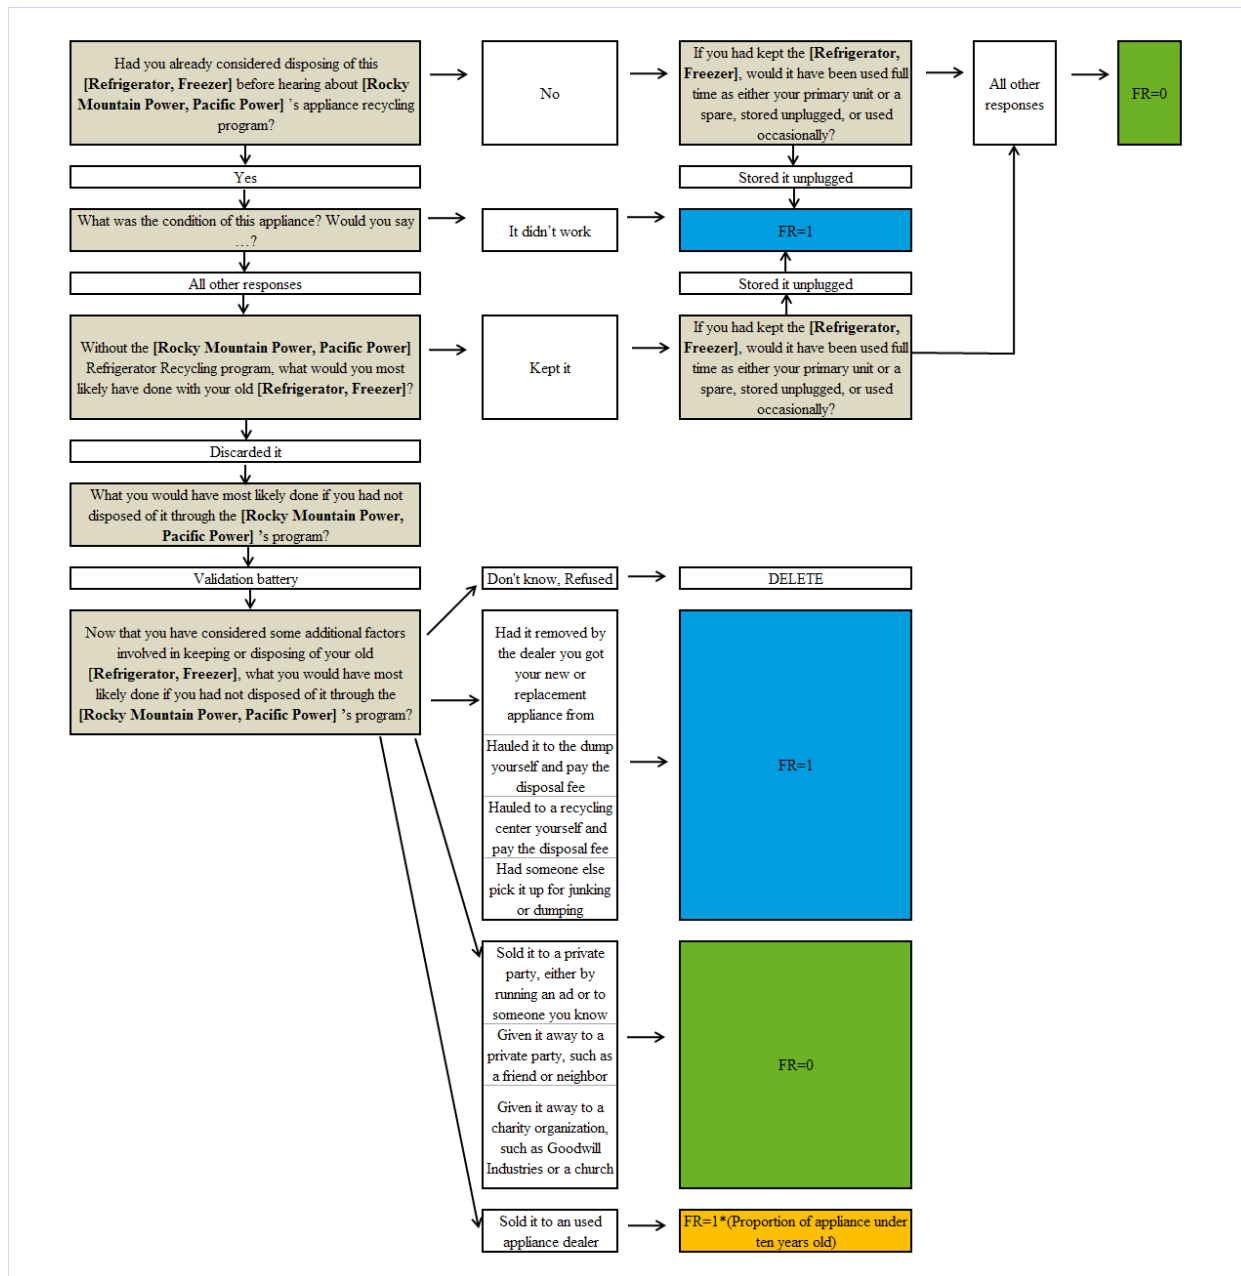 Had you already considered disposing of this
[Refrigerator, Freezer] before hearing about [Rocky
Mountain Power, Pacific Power] 's appliance recycling
program?
No
If you had kept the [Refrigerator,
Freezer], would it have been used full
time as either your primary unit or a
spare, stored unplugged, or used
occasionally?
All other
responses
FR=0
Yes
Stored it unplugged
What was the condition of this appliance? Would you say
…?
It didn't work
FR=1
All other responses
Stored it unplugged
Without the [Rocky Mountain Power, Pacific Power]
Refrigerator Recycling program, what would you most
likely have done with your old [Refrigerator, Freezer]?
Kept it
If you had kept the [Refrigerator,
Freezer], would it have been used full
time as either your primary unit or a
spare, stored unplugged, or used
occasionally?
Discarded it
What you would have most likely done if you had not
disposed of it through the [Rocky Mountain Power,
Pacific Power] 's program?
Validation battery
Don't know, Refused
DELETE
Now that you have considered some additional factors
involved in keeping or disposing of your old
[Refrigerator, Freezer], what you would have most
likely done if you had not disposed of it through the
[Rocky Mountain Power, Pacific Power] 's program?
Had it removed by
the dealer you got
your new or
replacement
appliance from
Hauled it to the dump
yourself and pay the
disposal fee
Hauled to a recycling
center yourself and
pay the disposal fee
Had someone else
pick it up for junking
or dumping
FR=1
Sold it to a private
party, either by
running an ad or to
someone you know
Given it away to a
private party, such as
a friend or neighbor
Given it away to a
charity organization,
such as Goodwill
Industries or a church
FR=0
Sold it to an used
appliance dealer
FR=1*(Proportion of appliance under
ten years old)